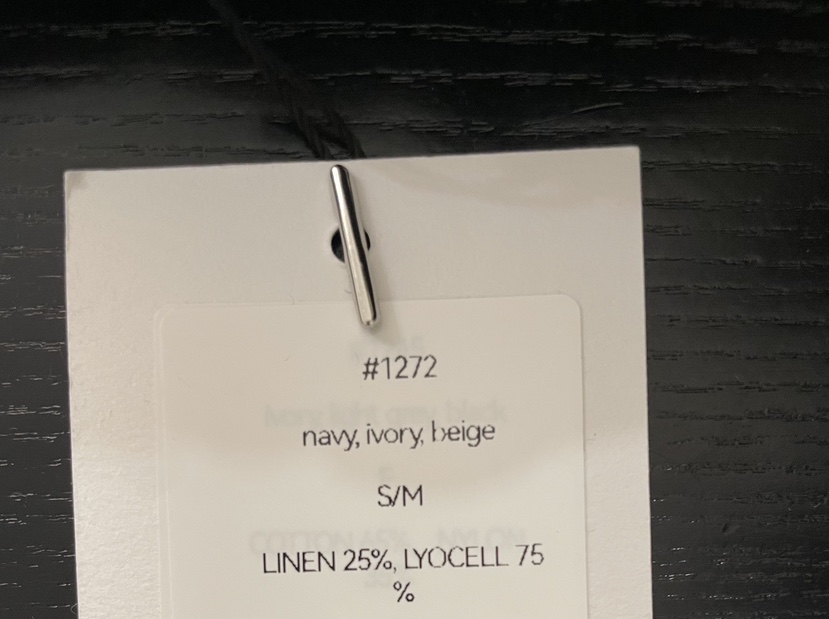 #1272
navy, ivory, beige
S/M
LINEN 25%, LYOCELL 75
%